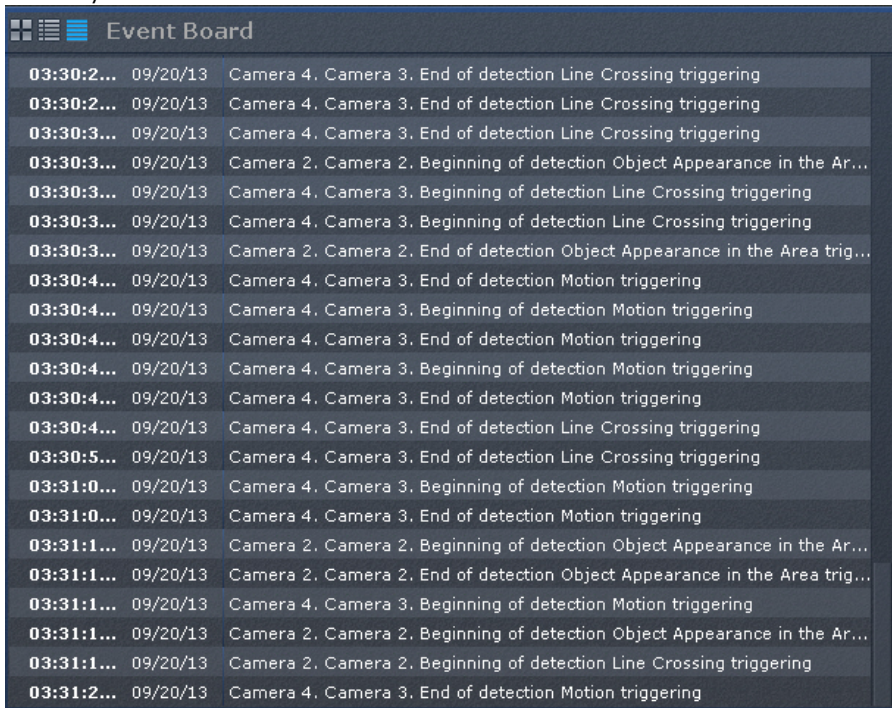 Event Board
03:30:2... 09/20/13 Camera 4. Camera 3. End of detection Line Crossing triggering
03:30:2... 09/20/13 Camera 4. Camera 3. End of detection Line Crossing triggering
03:30:3... 09/20/13 Camera 4. Camera 3. End of detection Line Crossing triggering
03:30:3... 09/20/13 Camera 2. Camera 2. Beginning of detection Object Appearance in the Ar...
03:30:3... 09/20/13 Camera 4. Camera 3. Beginning of detection Line Crossing triggering
03:30:3... 09/20/13 Camera 4. Camera 3. Beginning of detection Line Crossing triggering
03:30:3... 09/20/13 Camera 2. Camera 2. End of detection Object Appearance in the Area trig...
03:30:4... 09/20/13 Camera 4. Camera 3. End of detection Motion triggering
03:30:4... 09/20/13 Camera 4. Camera 3. Beginning of detection Motion triggering
03:30:4... 09/20/13 Camera 4. Camera 3. End of detection Motion triggering
03:30:4... 09/20/13 Camera 4. Camera 3. Beginning of detection Motion triggering
03:30:4... 09/20/13 Camera 4. Camera 3. End of detection Motion triggering
03:30:4... 09/20/13 Camera 4. Camera 3. End of detection Line Crossing triggering
03:30:5... 09/20/13 Camera 4. Camera 3. End of detection Line Crossing triggering
03:31:0... 09/20/13 Camera 4. Camera 3. Beginning of detection Motion triggering
03:31:0... 09/20/13 Camera 4. Camera 3. End of detection Motion triggering
03:31:1... 09/20/13 Camera 2. Camera 2. Beginning of detection Object Appearance in the Ar...
03:31:1... 09/20/13 Camera 2. Camera 2. End of detection Object Appearance in the Area trig...
03:31:1... 09/20/13 Camera 4. Camera 3. Beginning of detection Motion triggering
03:31:1... 09/20/13 Camera 2. Camera 2. Beginning of detection Object Appearance in the Ar...
03:31:1... 09/20/13 Camera 2. Camera 2. Beginning of detection Line Crossing triggering
03:31:2... 09/20/13 Camera 4. Camera 3. End of detection Motion triggering